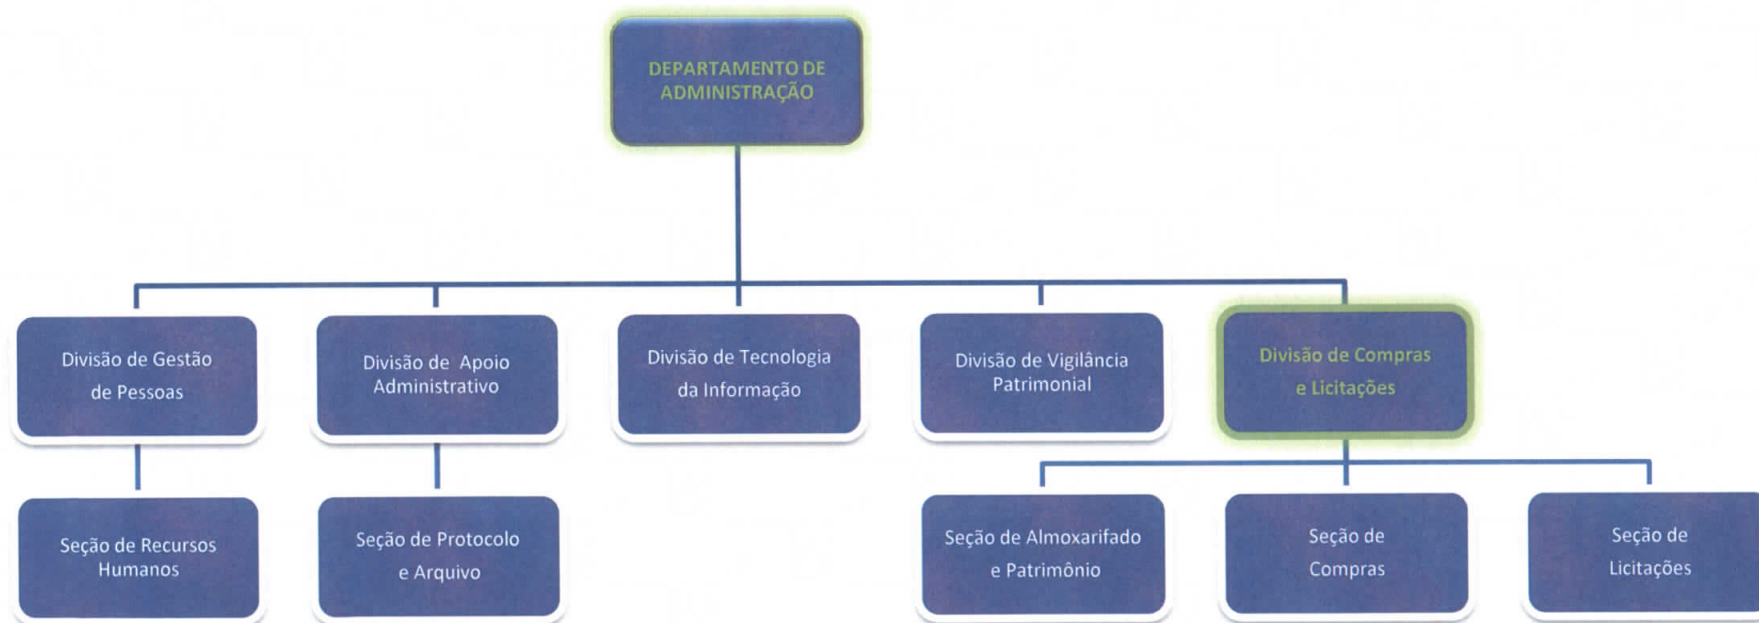 DEPARTAMENTO DE
ADMINISTRAÇÃO
Divisão de Gestão
de Pessoas
Divisão de Apoio
Administrativo
Divisão de Tecnologia
da Informação
Divisão de Vigilância
Patrimonial
Divisão de Compras
e Licitações
Seção de Recursos
Humanos
Seção de Protocolo
e Arquivo
Seção de Almoxarifado
e Patrimônio
Seção de
Compras
Seção de
Licitações